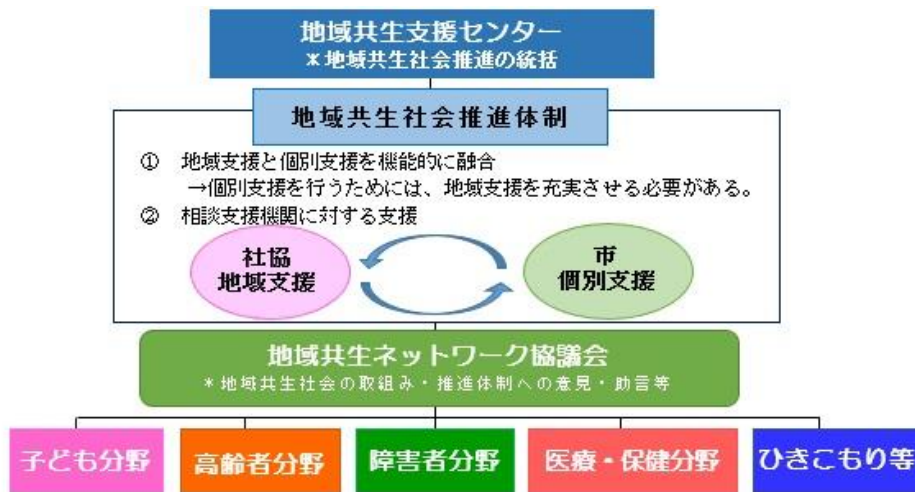 地域共生支援センター
＊地域共生社会推進の統括
地域共生社会推進体制
① 地域支援と個別支援を機能的に融合
→個別支援を行うためには、地域支援を充実させる必要がある。
② 相談支援機関に対する支援
社協
地域支援
市
個別支援
地域共生ネットワーク協議会
＊地域共生社会の取組み・推進体制への意見・助言等
子ども分野
高齢者分野
障害者分野
医療・保健分野
ひきこもり等